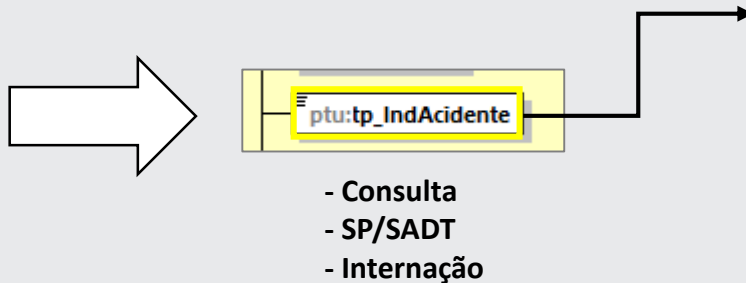 ptu:tp_IndAcidente
- Consulta
- SP/SADT
- Internação